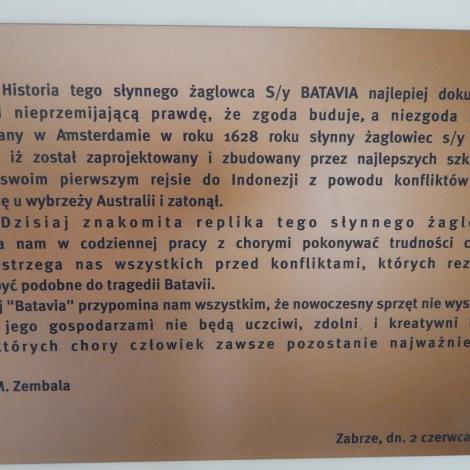 Historia tego słynnego żaglowca S/y BATAVIA najlepiej doku
i nieprzemijającą prawdę, że zgoda buduje, a niezgoda
any w Amsterdamie w roku 1628 roku słynny żaglowiec s/y
iż został zaprojektowany i zbudowany przez najlepszych szk
swoim pierwszym rejsie do Indonezji z powodu konfliktów
ę u wybrzeży Australii i zatonął.
Dzisiaj znakomita replika tego słynnego żagl
a nam w codziennej pracy z chorymi pokonywać trudności c
strzega nas wszystkich przed konfliktami, których rez
yć podobne do tragedii Batavii.
j "Batavia" przypomina nam wszystkim, że nowoczesny sprzęt nie wys
jego gospodarzami nie będą uczciwi, zdolni i kreatywni
tórych chory człowiek zawsze pozostanie najważnie
M. Zembala
Zabrze, dn. 2 czerwca